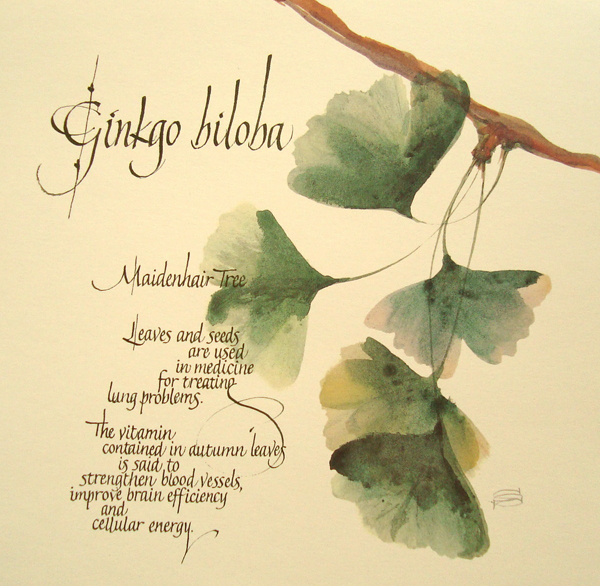 Ginkgo biloba
Maidenhair Tree
Leaves and seeds
are used
in medicine
for treating
lung problems.
The vitamin
contained in autumn leaves
is said to
strengthen blood vessels,
improve brain efficiency
and
cellular energy.